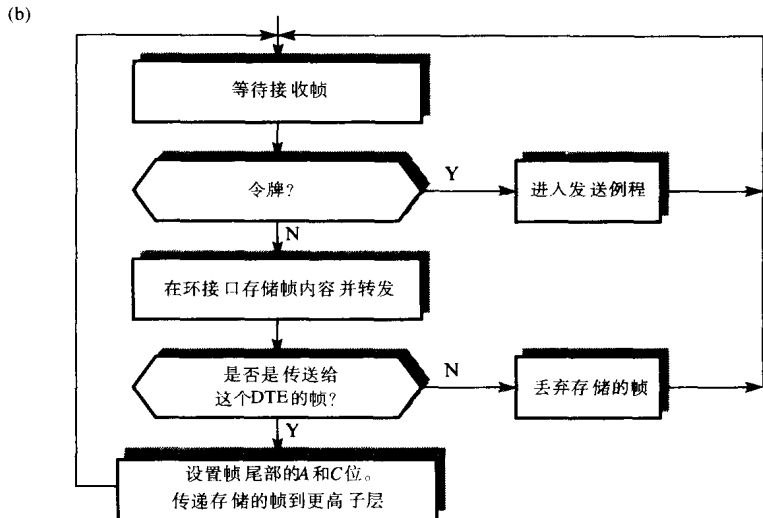 (b)
等待接收帧
令牌?
Y
进入发送例程
N
在环接口存储帧内容并转发
是否是传送给
这个DTE的帧?
N
丢弃存储的帧
Y
设置帧尾部的A和C位。
传递存储的帧到更高子层